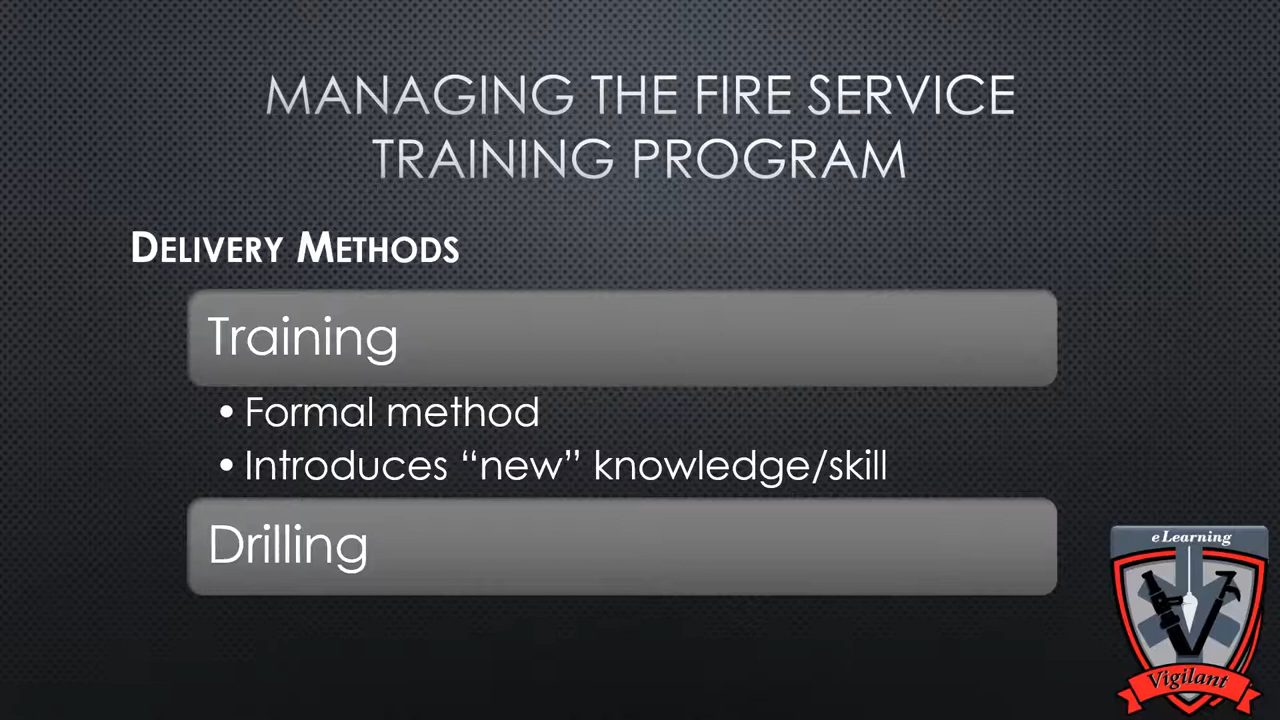 MANAGING THE FIRE SERVICE
TRAINING PROGRAM
DELIVERY METHODS
Training
• Formal method
• Introduces “new” knowledge/skill
Drilling
eLearning
Vigilant